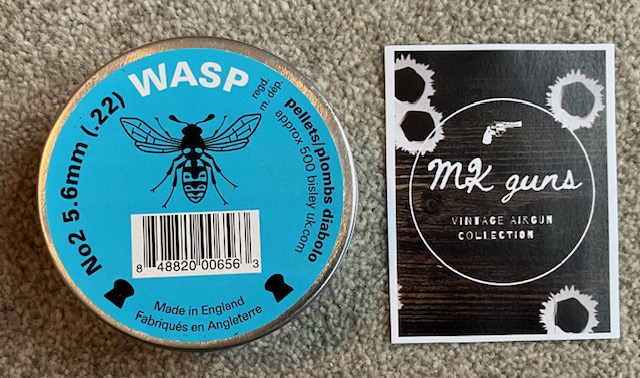 WASP
regd.
m. dép.
No2 5.6mm (.22)
pellets/plombs diabolo
approx 500 bisley uk.com
8 48820 00656 3
Made in England
Fabriqués en Angleterre
MK guns
VINTAGE AIRGUN
COLLECTION